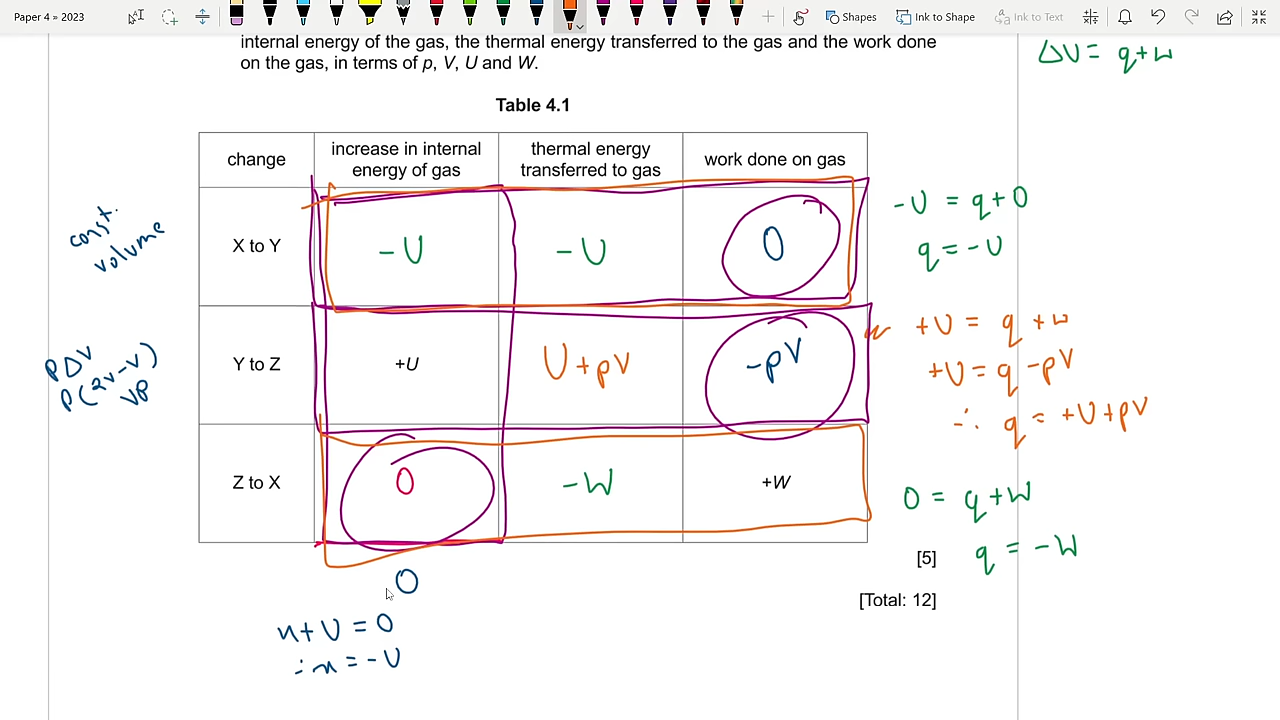 Paper 4 » 2023
Shapes
Ink to Shape
Ink to Text
internal energy of the gas, the thermal energy transferred to the gas and the work done
on the gas, in terms of p, V, U and W.
ΔU = q+w
Table 4.1
change
increase in internal
energy of gas
thermal energy
transferred to gas
work done on gas
const.
volume
X to Y
-U
-U
0
-U = q+0
q = -U
PΔV
P(2V-V)
VP
Y to Z
+U
U+pV
-pV
+U = q+w
+U = q-pV
∴ q = +U+pV
Z to X
0
-W
+W
0 = q+W
q = -W
[5]
[Total: 12]
0
x+U = 0
∴ x = -U